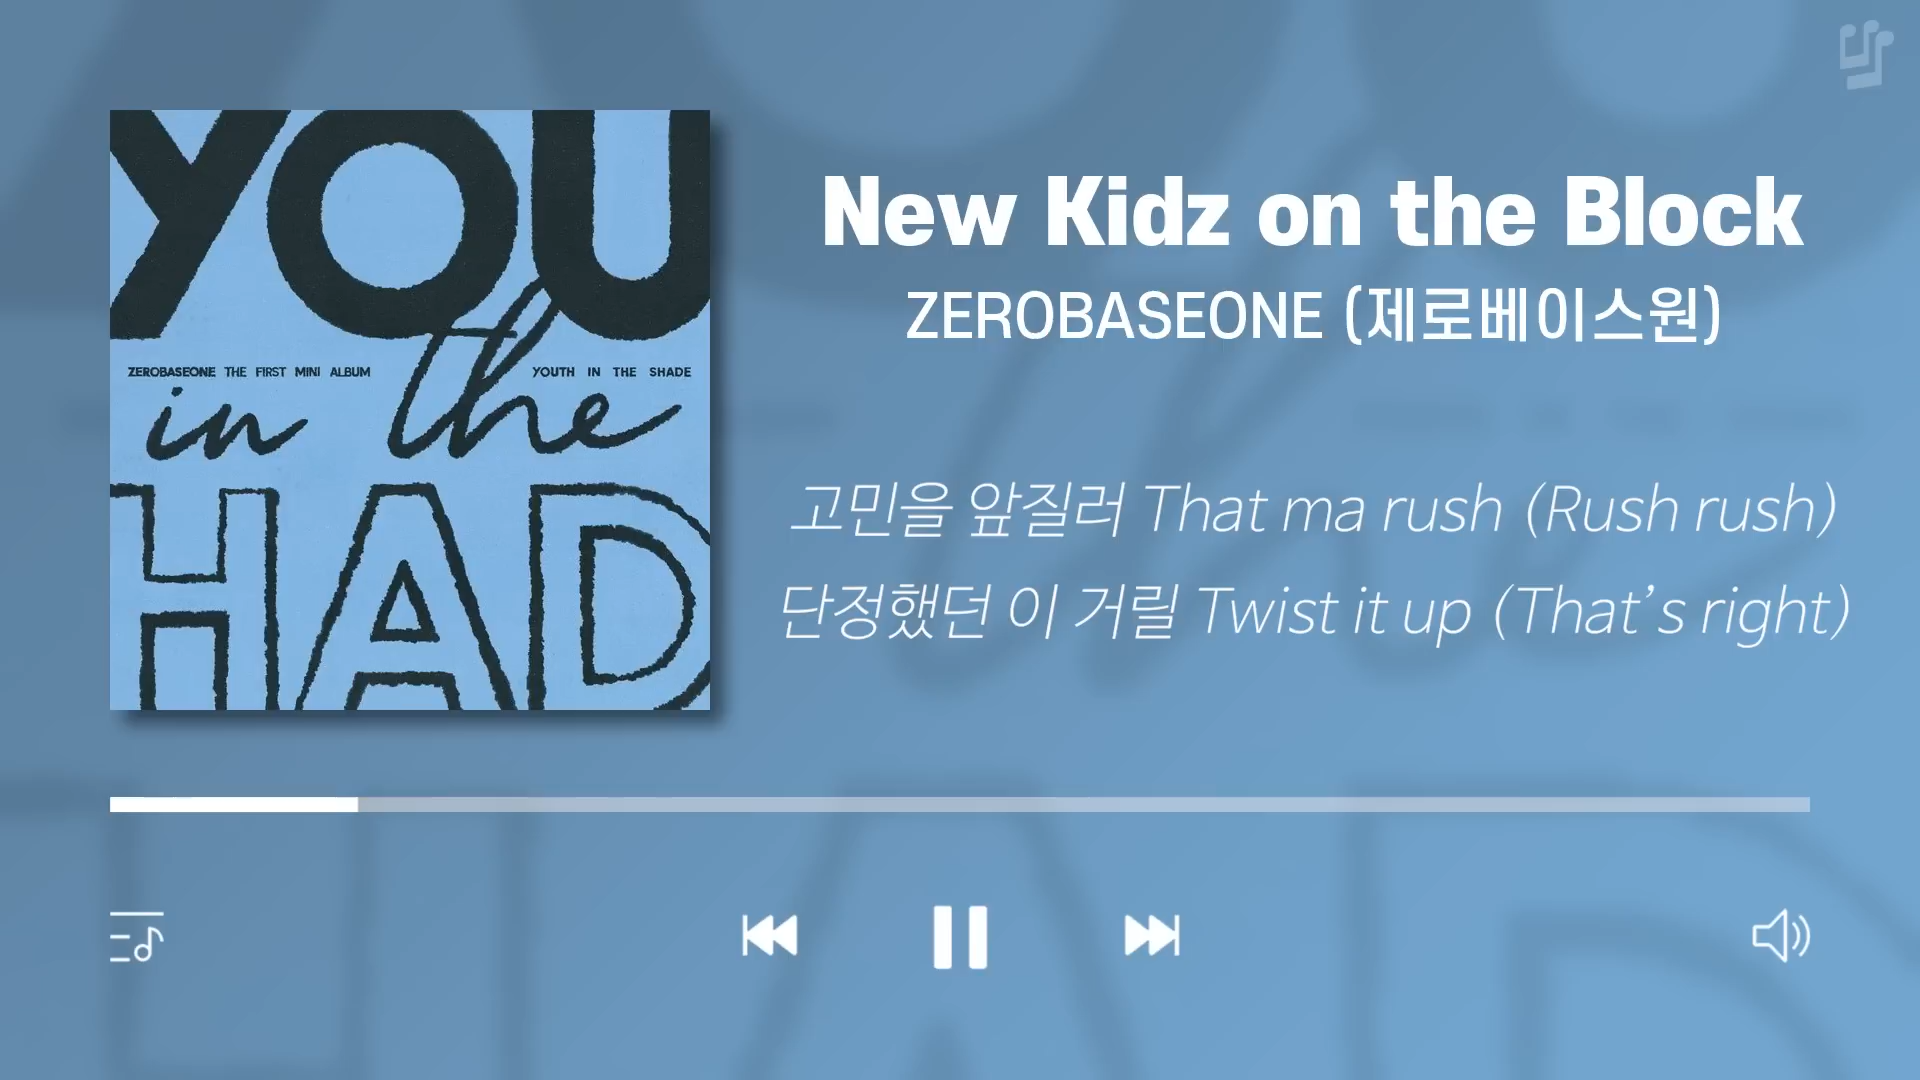 YOU
ZEROBASEONE THE FIRST MINI ALBUM
YOUTH IN THE SHADE
in the
HAD
New Kidz on the Block
ZEROBASEONE (제로베이스원)
고민을 앞질러 That ma rush (Rush rush)
단정했던 이 거릴 Twist it up (That’s right)